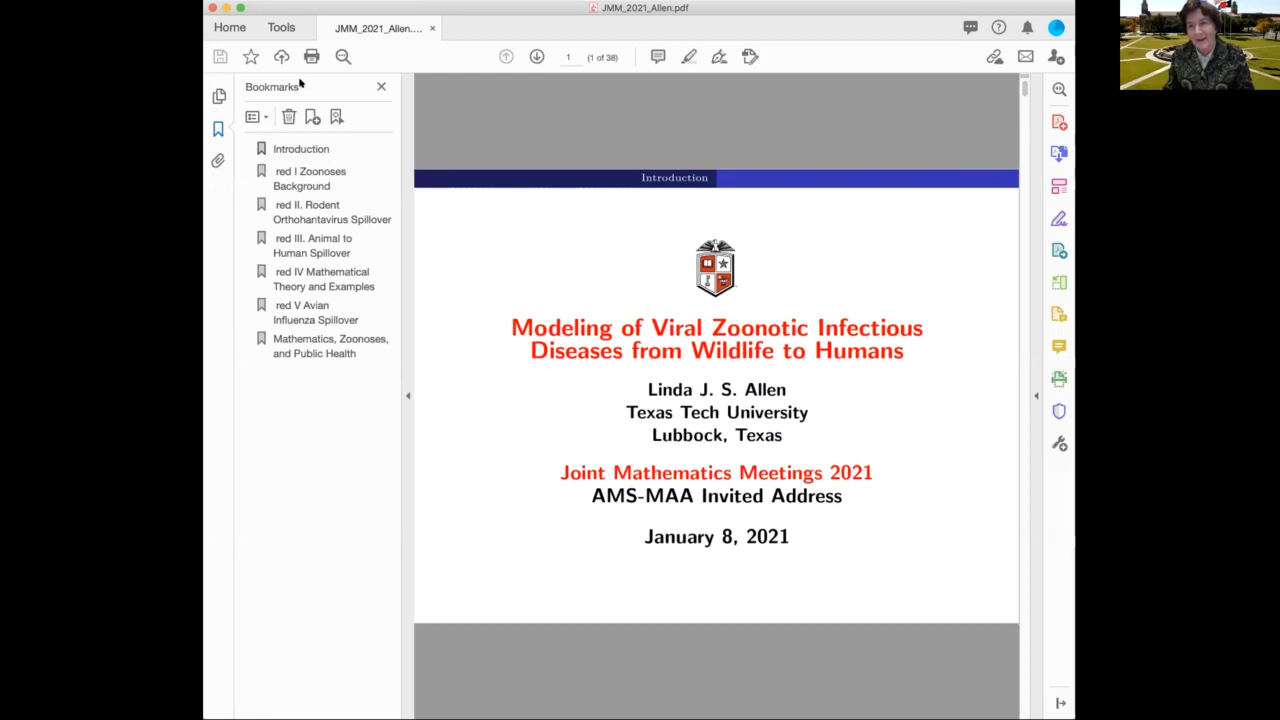 JMM_2021_Allen.pdf
Home
Tools
JMM_2021_Allen....
1
(1 of 38)
Bookmarks
Introduction
red I Zoonoses
Background
red II. Rodent
Orthohantavirus Spillover
red III. Animal to
Human Spillover
red IV Mathematical
Theory and Examples
red V Avian
Influenza Spillover
Mathematics, Zoonoses,
and Public Health
Introduction
Modeling of Viral Zoonotic Infectious
Diseases from Wildlife to Humans
Linda J. S. Allen
Texas Tech University
Lubbock, Texas
Joint Mathematics Meetings 2021
AMS-MAA Invited Address
January 8, 2021